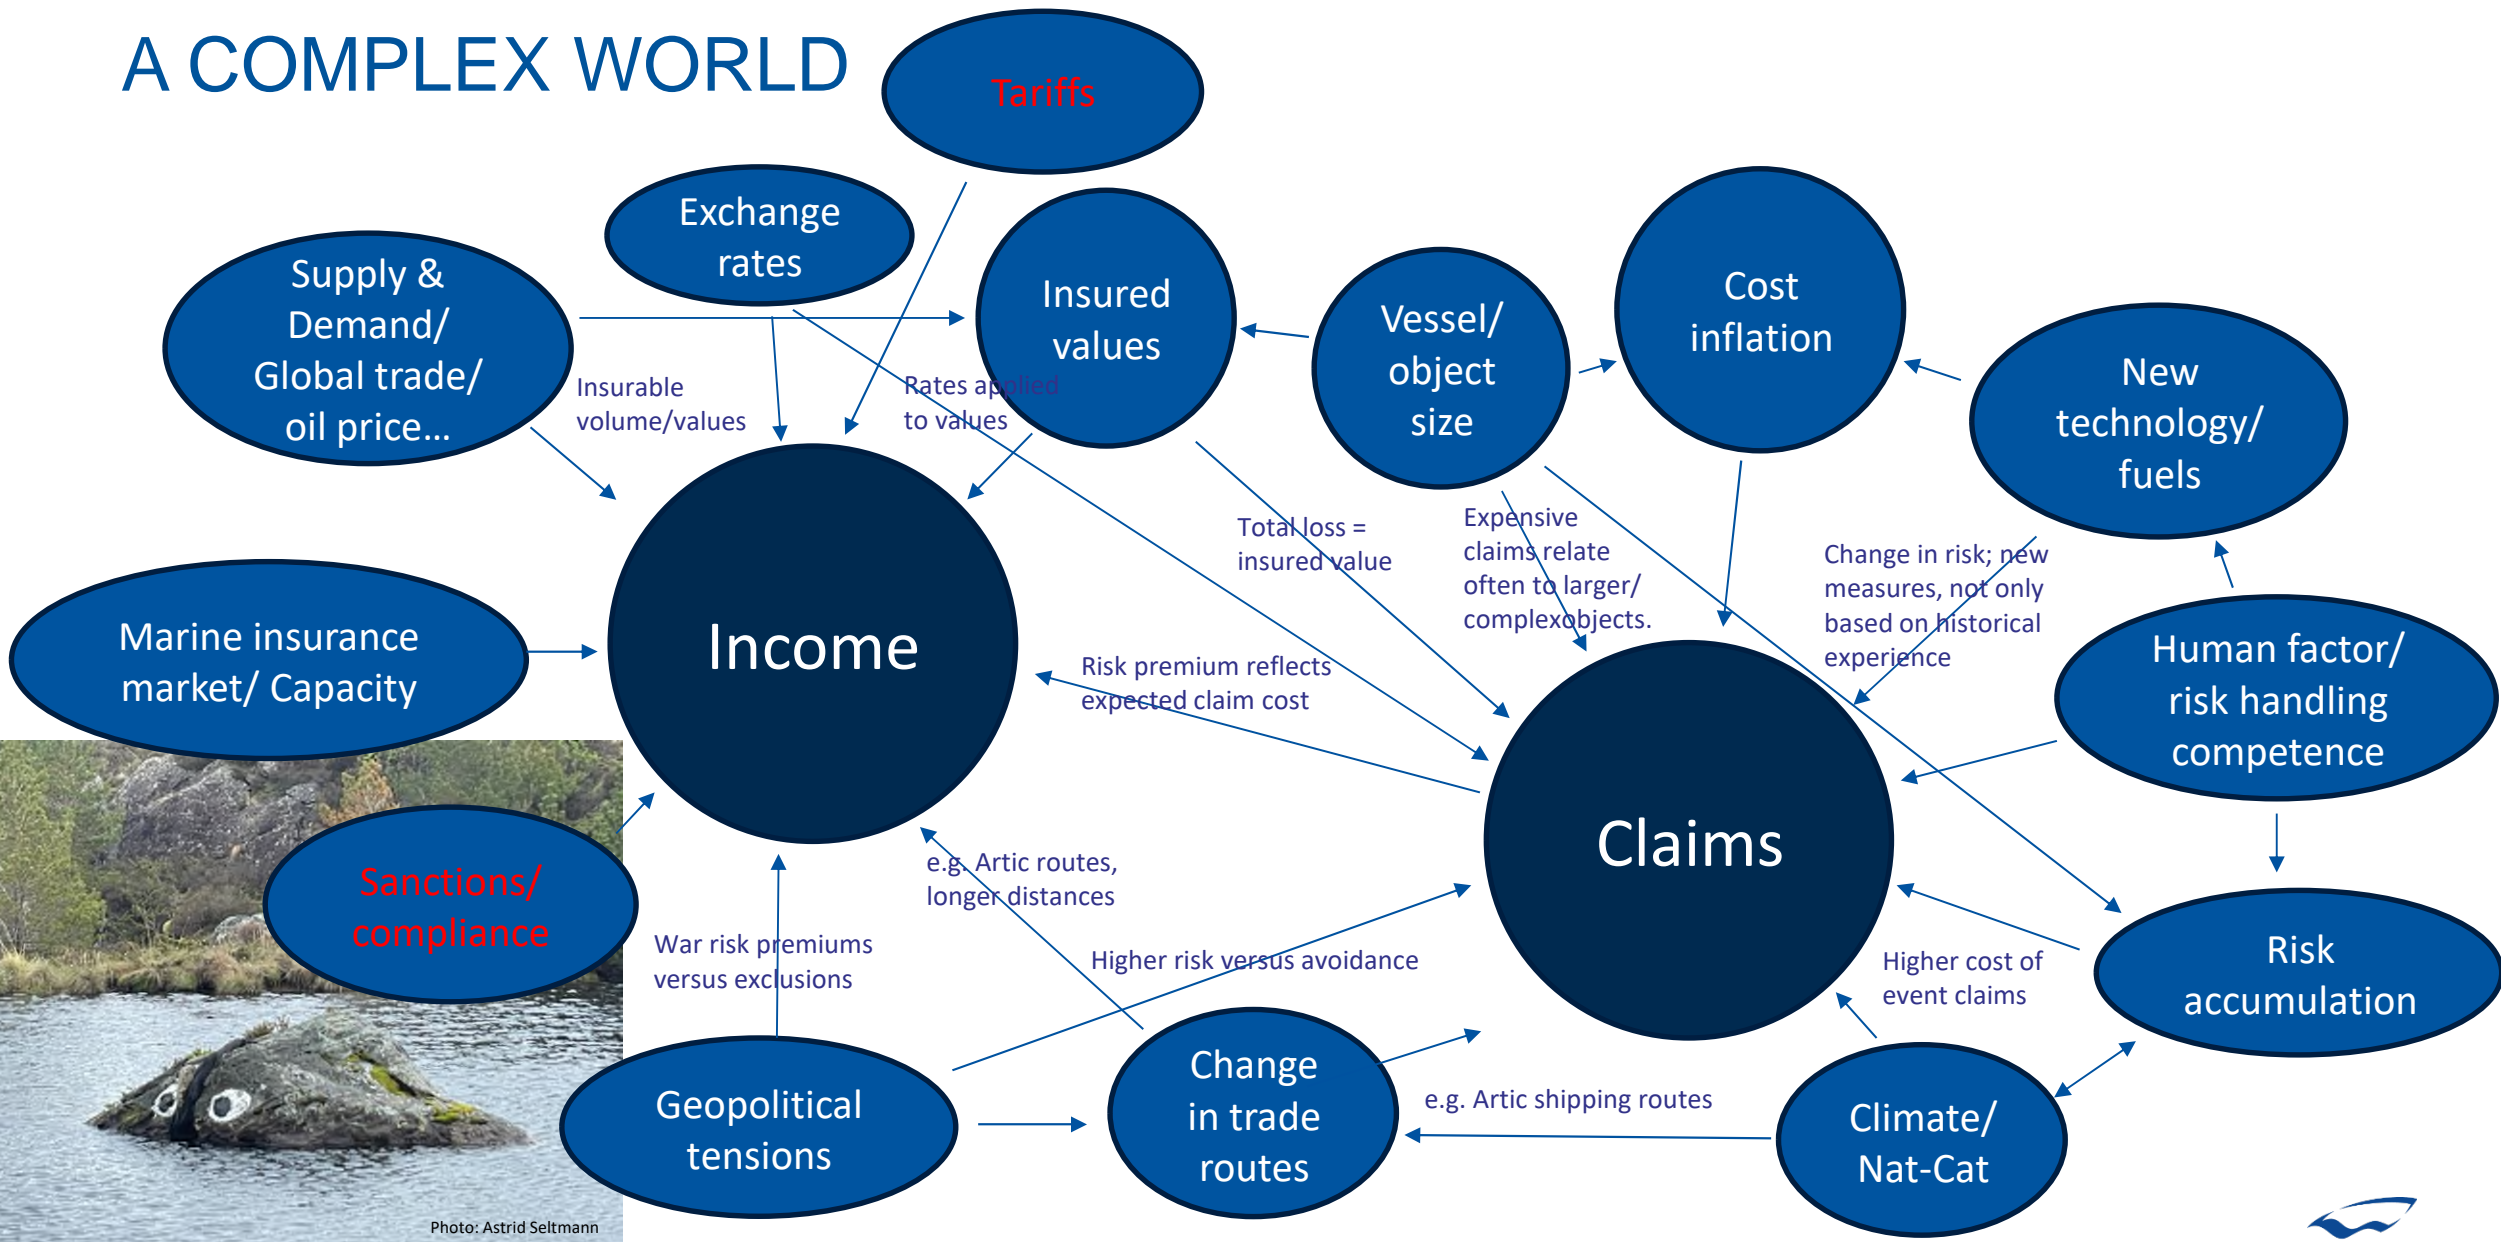 A COMPLEX WORLD
Tariffs
Exchange
rates
Supply &
Demand/
Global trade/
oil price...
Insured
values
Vessel/
object
size
Cost
inflation
New
technology/
fuels
Insurable
volume/values
Rates applied
to values
Total loss =
insured value
Expensive
claims relate
often to larger/
complexobjects.
Change in risk; new
measures, not only
based on historical
experience
Marine insurance
market/ Capacity
Income
Risk premium reflects
expected claim cost
Human factor/
risk handling
competence
Claims
Sanctions/
compliance
e.g. Artic routes,
longer distances
War risk premiums
versus exclusions
Higher risk versus avoidance
Higher cost of
event claims
Risk
accumulation
Geopolitical
tensions
Change
in trade
routes
e.g. Artic shipping routes
Climate/
Nat-Cat
Photo: Astrid Seltmann